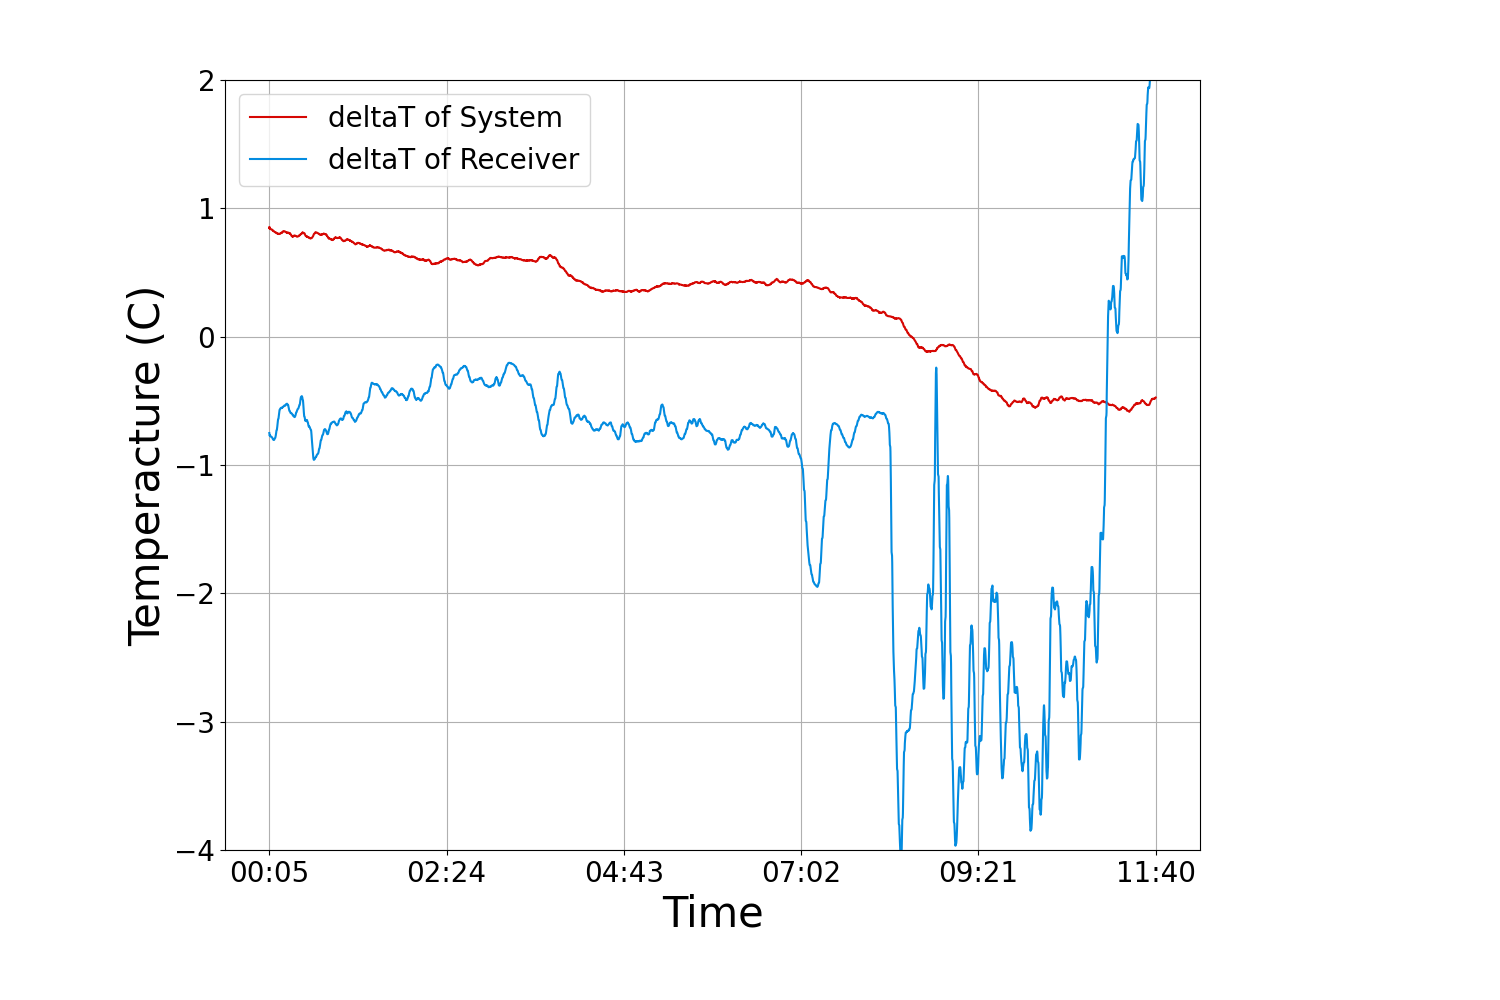 deltaT of System
deltaT of Receiver
2
1
0
−1
−2
−3
−4
Temperacture (C)
00:05 02:24 04:43 07:02 09:21 11:40
Time